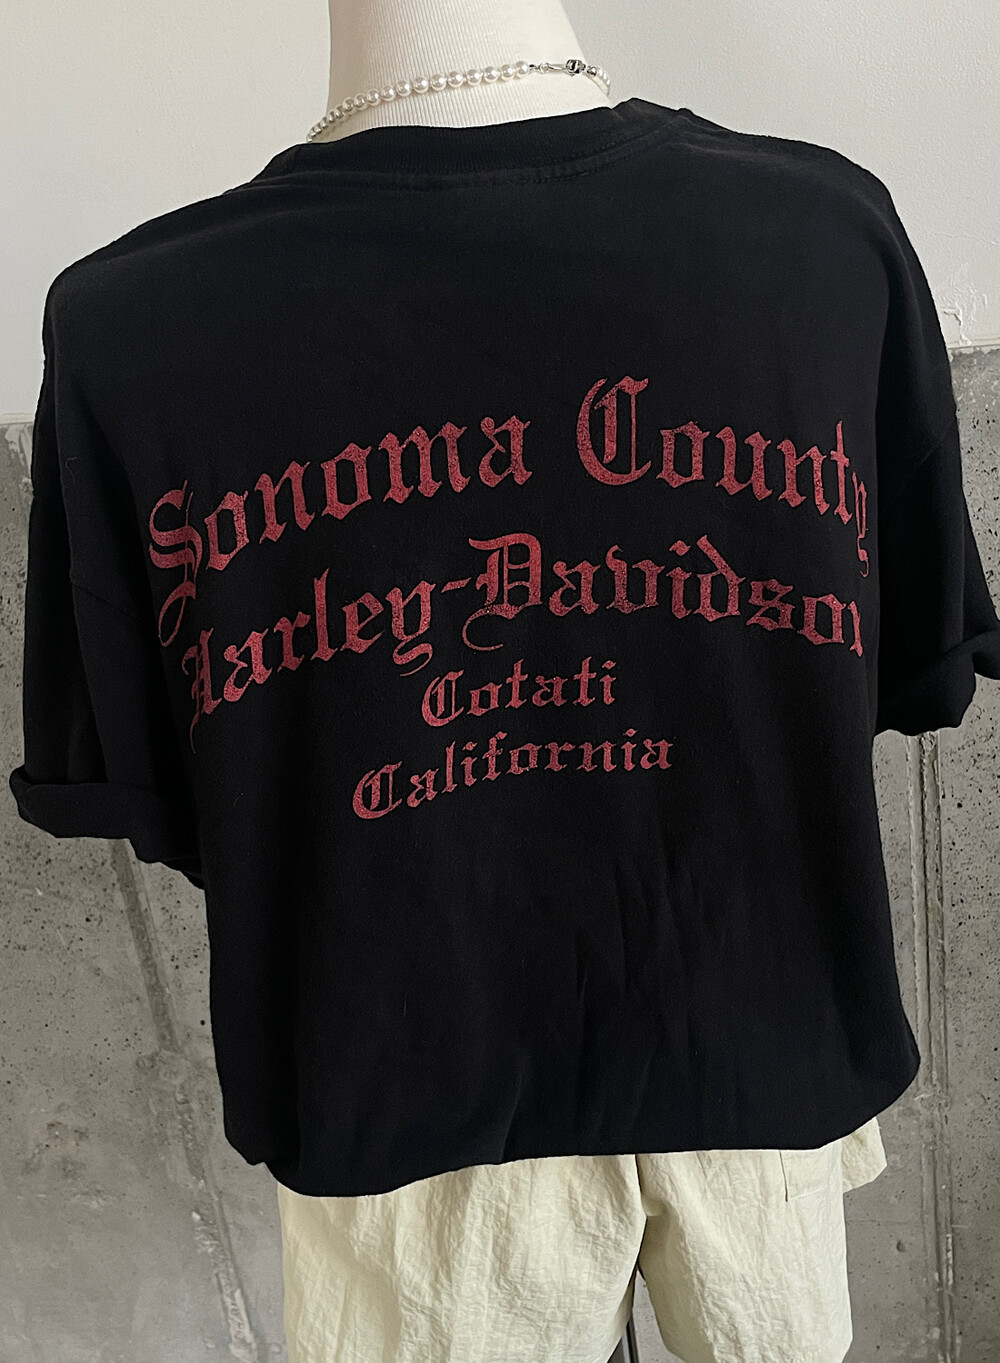 Sonoma County
Harley-Davidson
Cotati
California